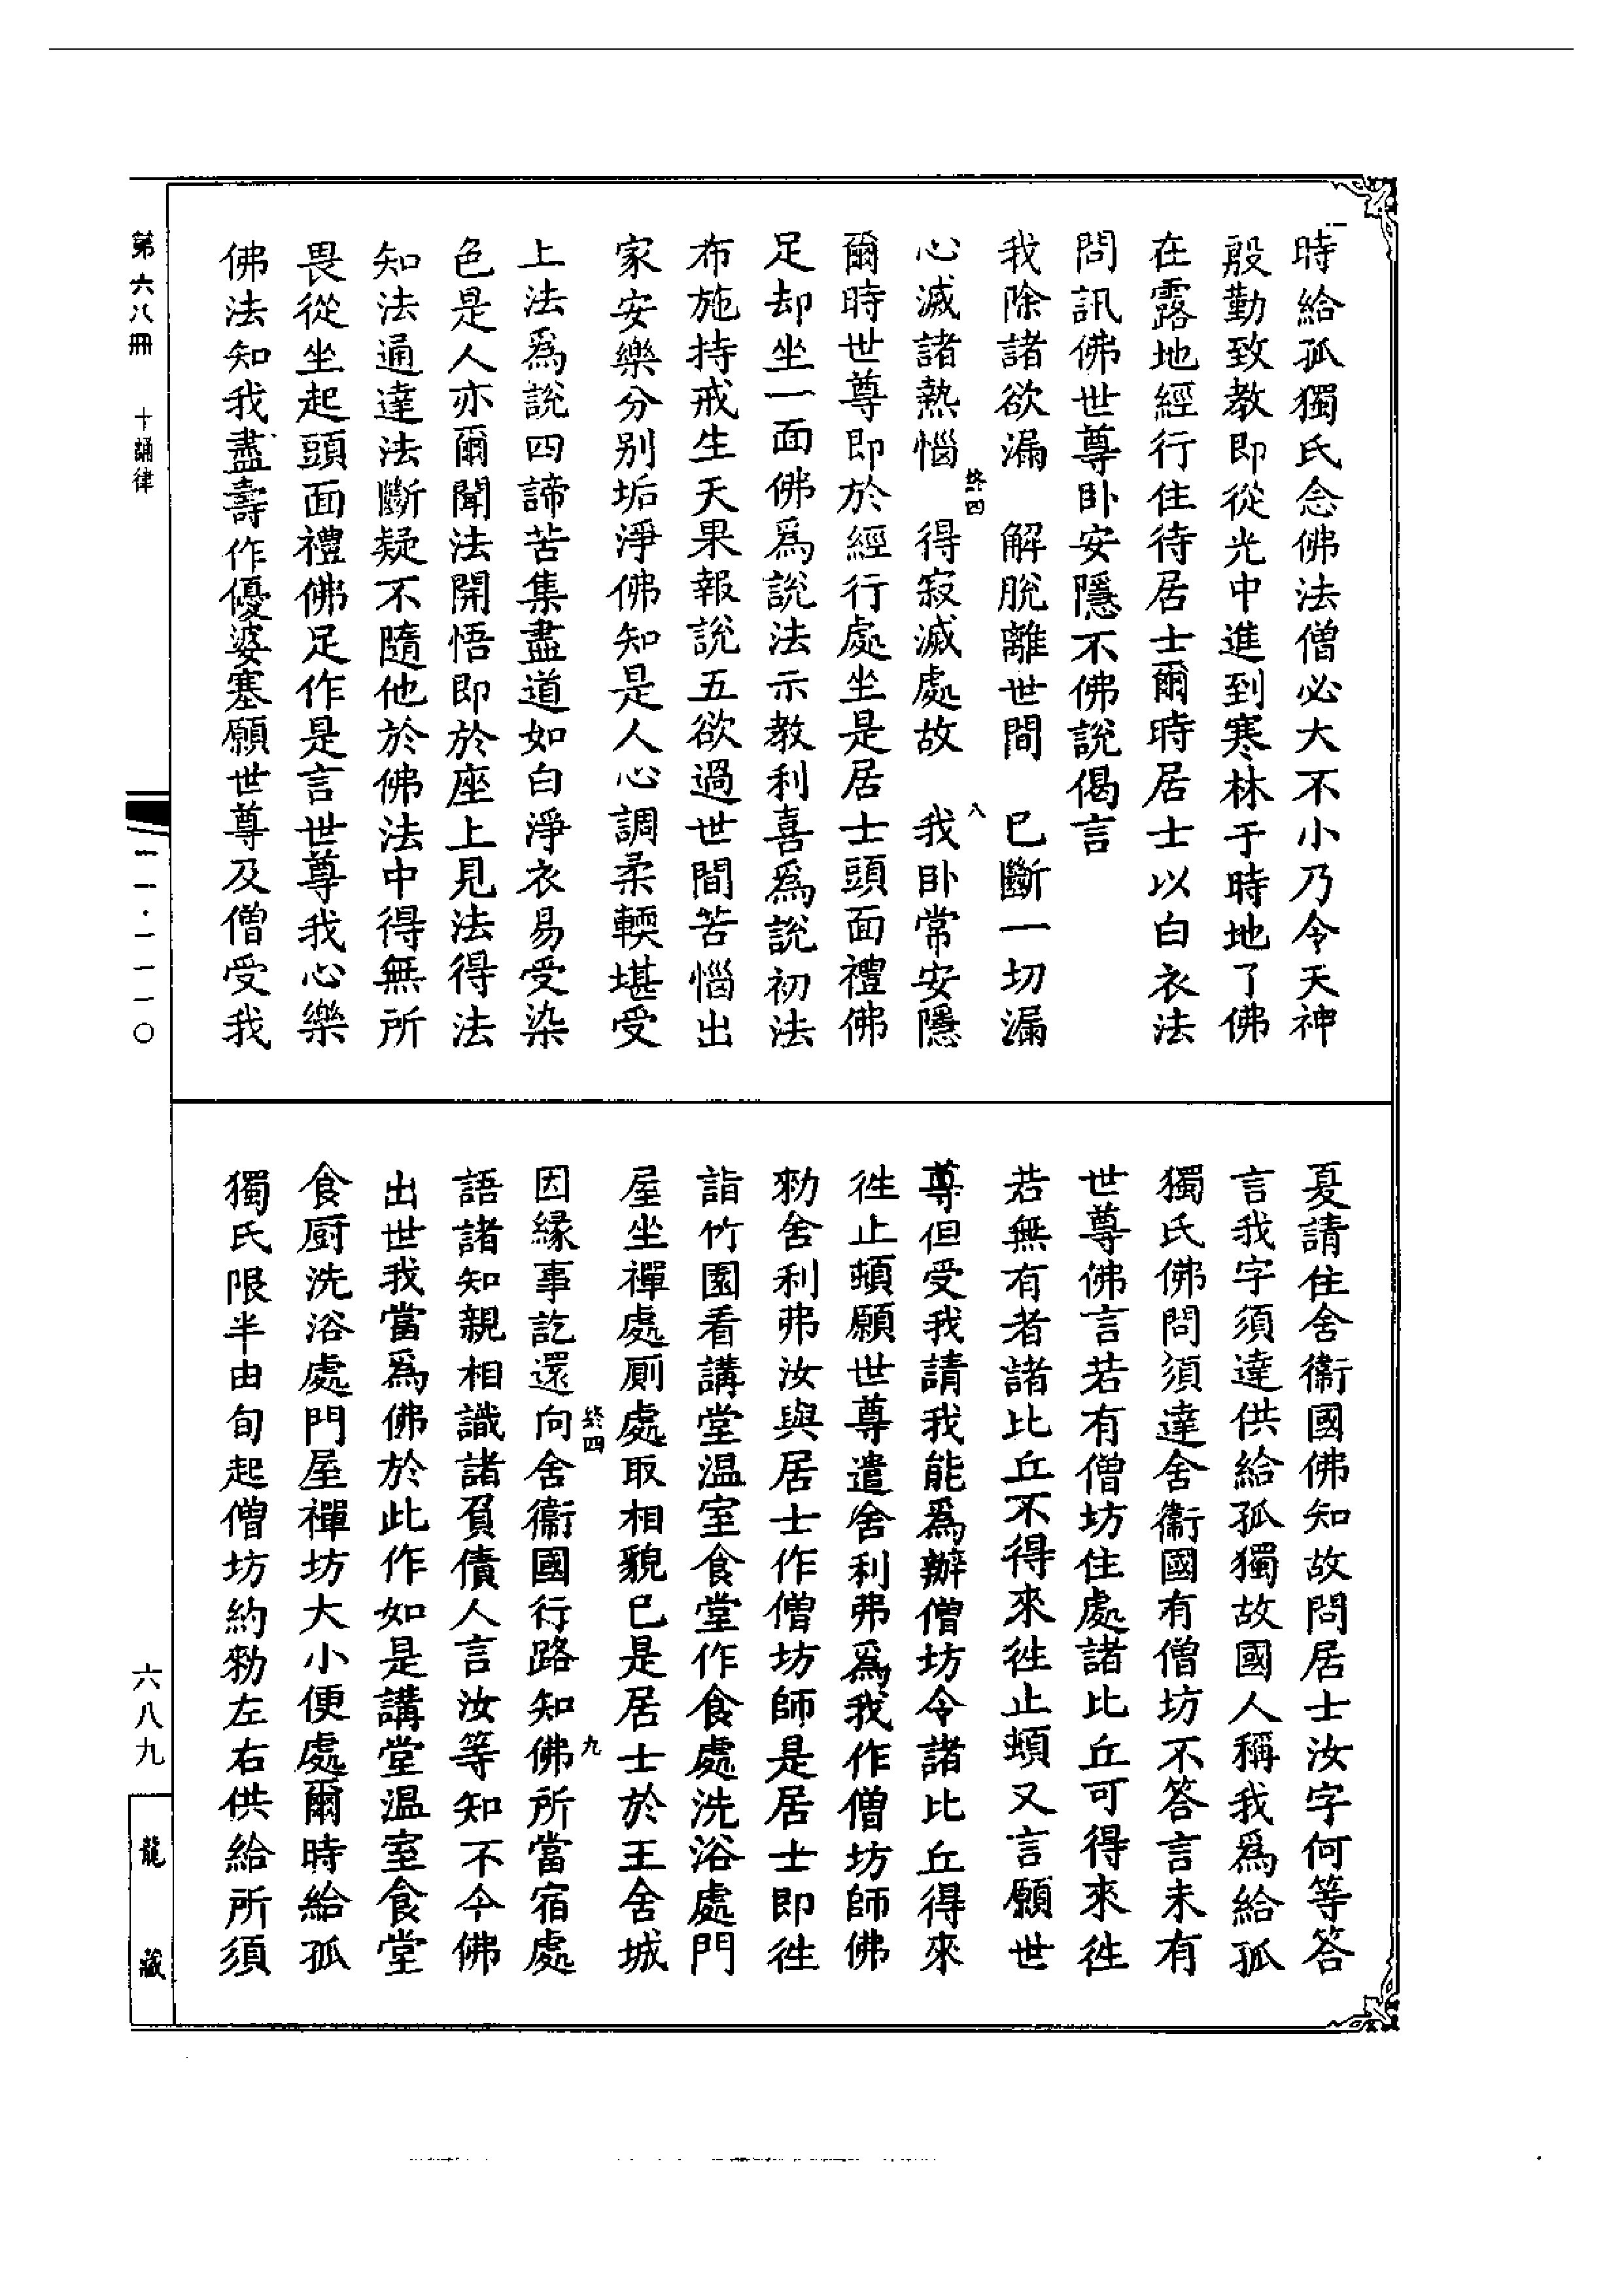 時給孤獨氏念佛法僧必大不小乃令天神
殷勤致教即從光中進到寒林于時地了佛
在露地經行住待居士爾時居士以白衣法
問訊佛世尊卧安隱不佛說偈言
我除諸欲漏　解脫離世間　已斷一切漏
心滅諸熱惱　得寂滅處故　我卧常安隱
終四　八
爾時世尊即於經行處坐是居士頭面禮佛
足却坐一面佛爲說法示教利喜爲說初法
布施持戒生天果報說五欲過世間苦惱出
家安樂分别垢淨佛知是人心調柔輭堪受
上法爲說四諦苦集盡道如白淨衣易受染
色是人亦爾聞法開悟即於座上見法得法
知法通達法斷疑不隨他於佛法中得無所
畏從坐起頭面禮佛足作是言世尊我心樂
佛法知我盡壽作優婆塞願世尊及僧受我
夏請住舍衞國佛知故問居士汝字何等答
言我字須達供給孤獨故國人稱我爲給孤
獨氏佛問須達舍衞國有僧坊不答言未有
世尊佛言若有僧坊住處諸比丘可得來徃
若無有者諸比丘不得來徃止頓又言願世
尊但受我請我能爲辦僧坊令諸比丘得來
徃止頓願世尊遣舍利弗爲我作僧坊師佛
勑舍利弗汝與居士作僧坊師是居士即徃
詣竹園看講堂温室食堂作食處洗浴處門
屋坐禪處厠處取相貌已是居士於王舍城
終四　九
因緣事訖還向舍衞國行路知佛所當宿處
語諸知親相識諸負債人言汝等知不今佛
出世我當爲佛於此作如是講堂温室食堂
食厨洗浴處門屋禪坊大小便處爾時給孤
獨氏限半由旬起僧坊約勑左右供給所須
第六八冊　十誦律
一一·一一一〇
六八九
龍藏